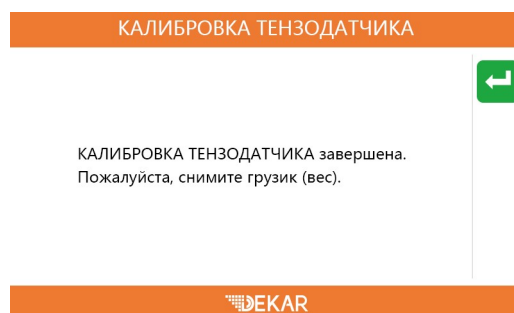 КАЛИБРОВКА ТЕНЗОДАТЧИКА
КАЛИБРОВКА ТЕНЗОДАТЧИКА завершена.
Пожалуйста, снимите грузик (вес).
DEKAR